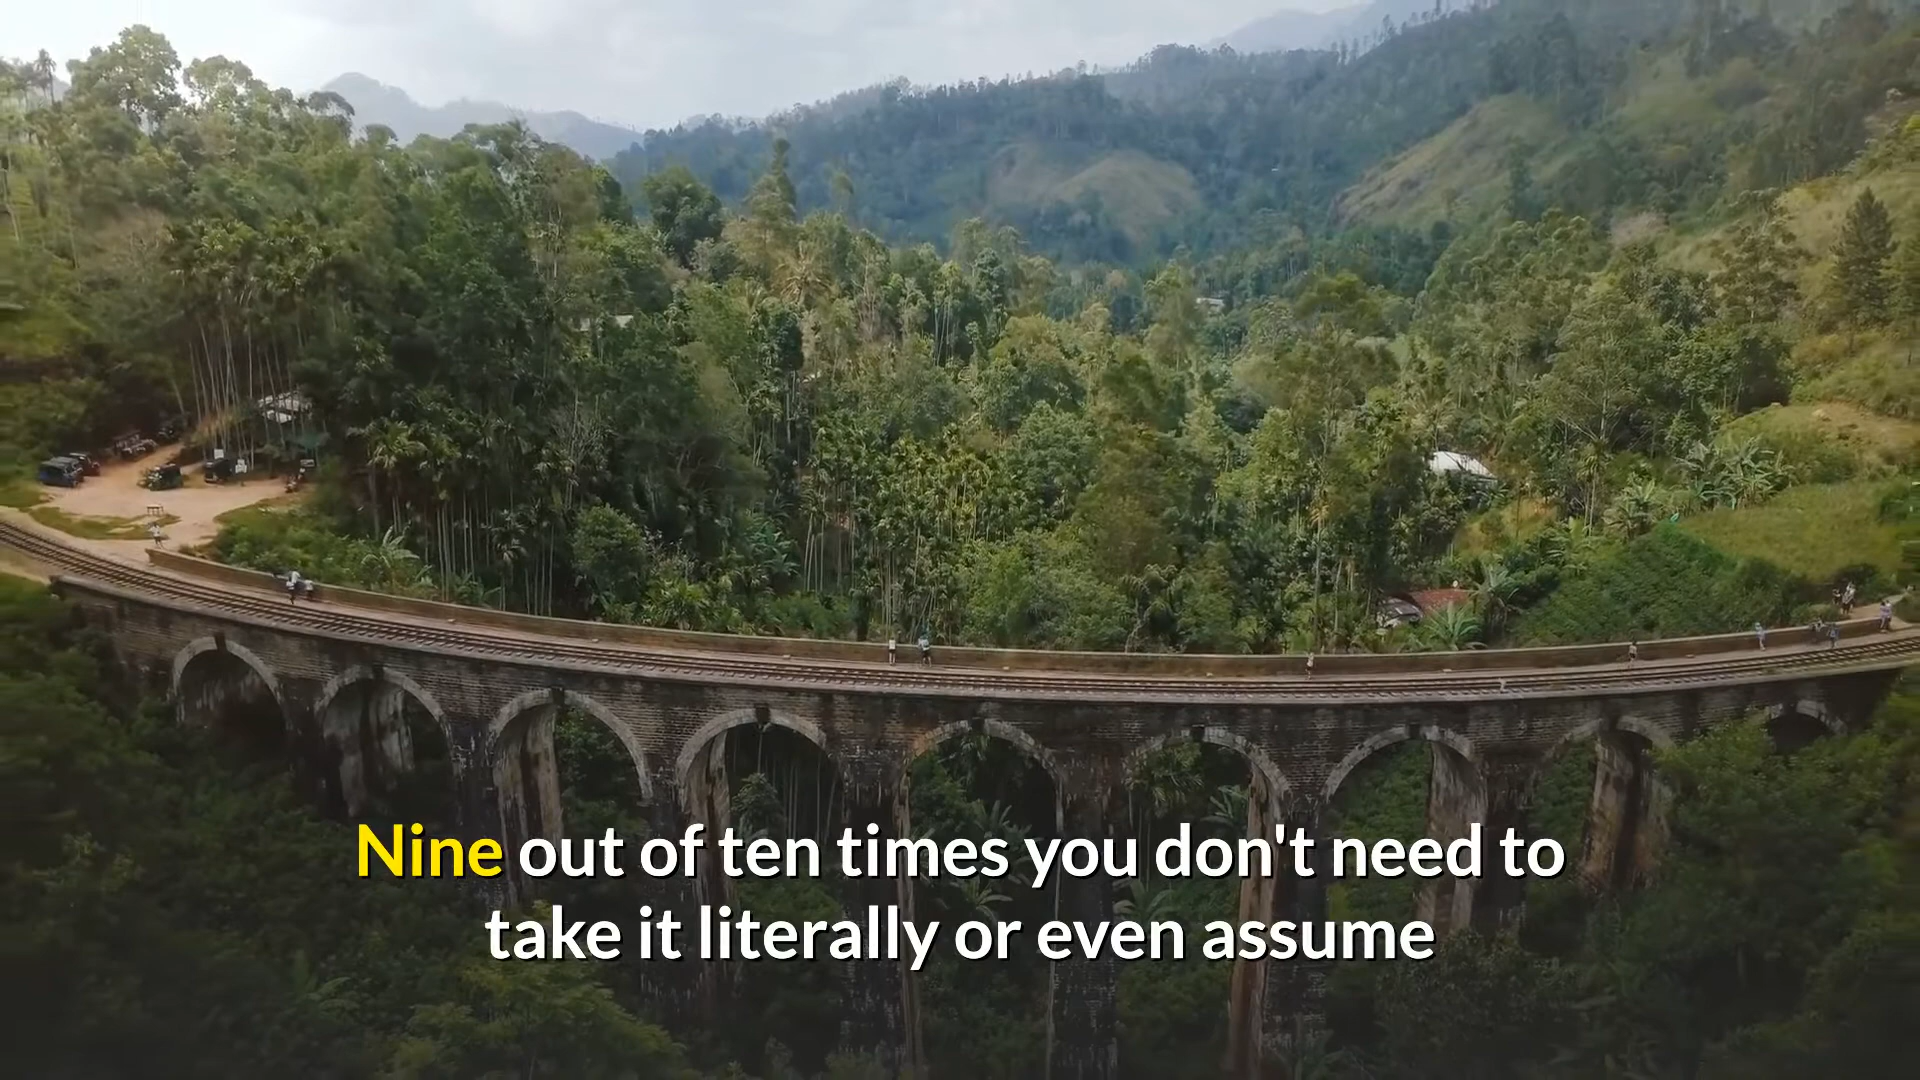 Nine out of ten times you don't need to
take it literally or even assume